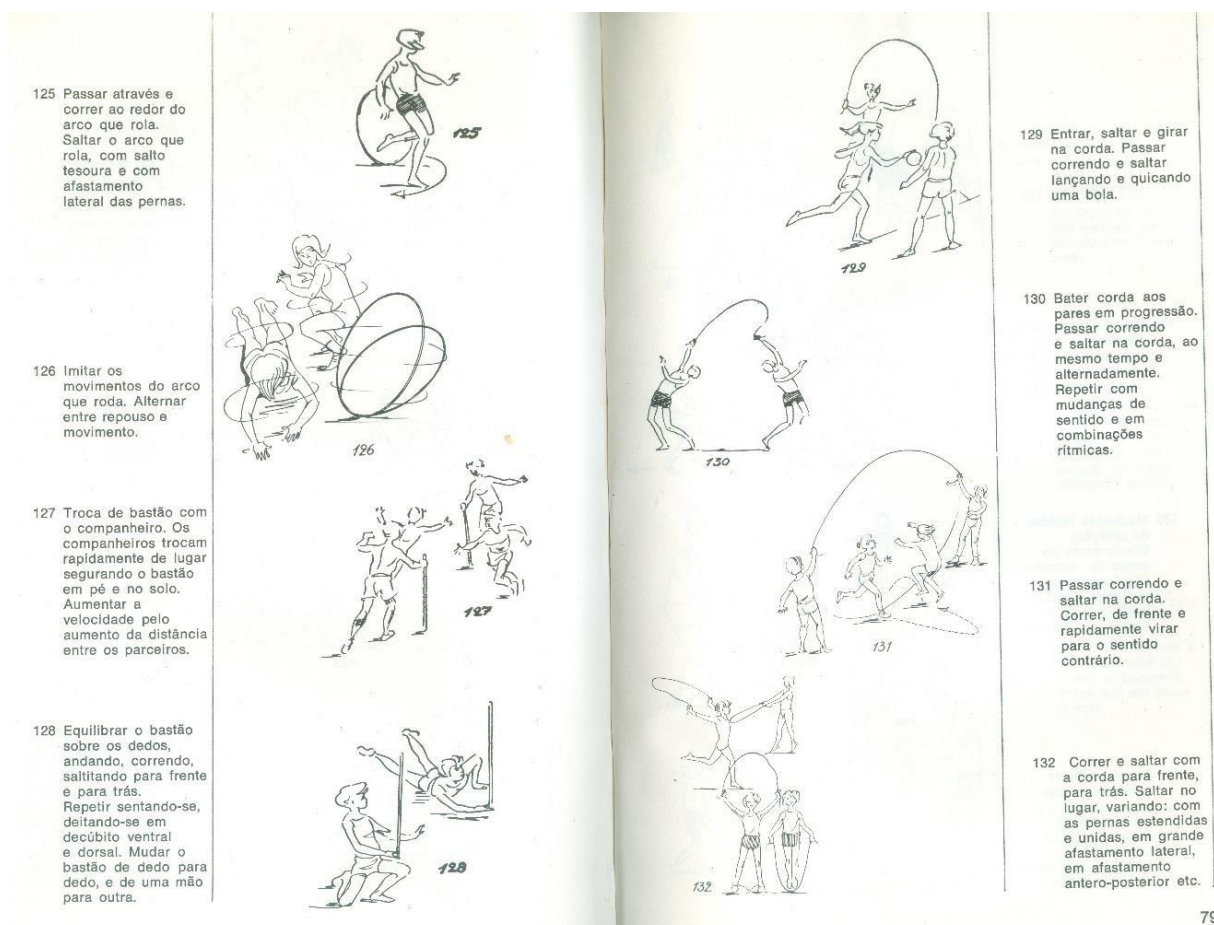 125 Passar através e
correr ao redor do
arco que rola.
Saltar o arco que
rola, com salto
tesoura e com
afastamento
lateral das pernas.
125
126 Imitar os
movimentos do arco
que roda. Alternar
entre repouso e
movimento.
126
127 Troca de bastão com
o companheiro. Os
companheiros trocam
rapidamente de lugar
segurando o bastão
em pé e no solo.
Aumentar a
velocidade pelo
aumento da distância
entre os parceiros.
127
128 Equilibrar o bastão
sobre os dedos,
andando, correndo,
saltitando para frente
e para trás.
Repetir sentando-se,
deitando-se em
decúbito ventral
e dorsal. Mudar o
bastão de dedo para
dedo, e de uma mão
para outra.
128
129 Entrar, saltar e girar
na corda. Passar
correndo e saltar
lançando e quicando
uma bola.
129
130 Bater corda aos
pares em progressão.
Passar correndo
e saltar na corda, ao
mesmo tempo e
alternadamente.
Repetir com
mudanças de
sentido e em
combinações
rítmicas.
130
131 Passar correndo e
saltar na corda.
Correr, de frente e
rapidamente virar
para o sentido
contrário.
131
132 Correr e saltar com
a corda para frente,
para trás. Saltar no
lugar, variando: com
as pernas estendidas
e unidas, em grande
afastamento lateral,
em afastamento
antero-posterior etc.
132
79